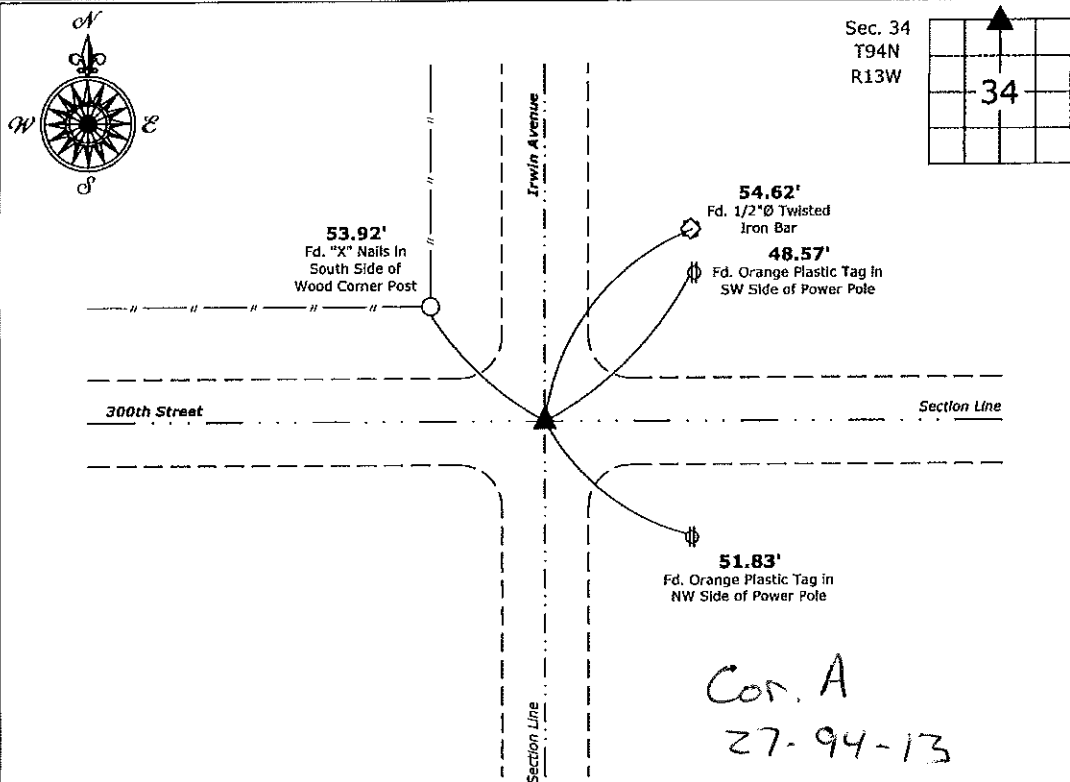 N
W E
S
Sec. 34
T94N
R13W
34
Irwin Avenue
53.92'
Fd. "X" Nails in
South Side of
Wood Corner Post
54.62'
Fd. 1/2"Ø Twisted
Iron Bar
48.57'
Fd. Orange Plastic Tag in
SW Side of Power Pole
300th Street
Section Line
51.83'
Fd. Orange Plastic Tag in
NW Side of Power Pole
Section Line
Cor. A
27-94-13